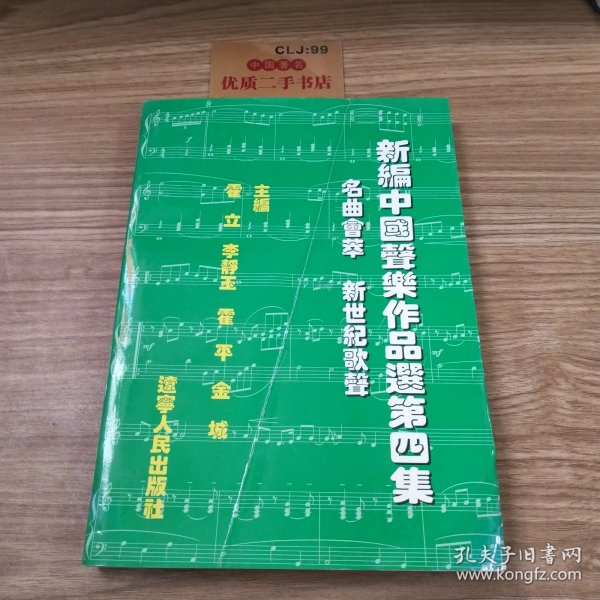 CLJ:99
中国著名
优质二手书店
新編中國聲樂作品選第四集
名曲會萃 新世紀歌聲
主編
霍立 李靜玉 霍平 金城
遼寧人民出版社
孔夫子旧書网
www.kongfz.com